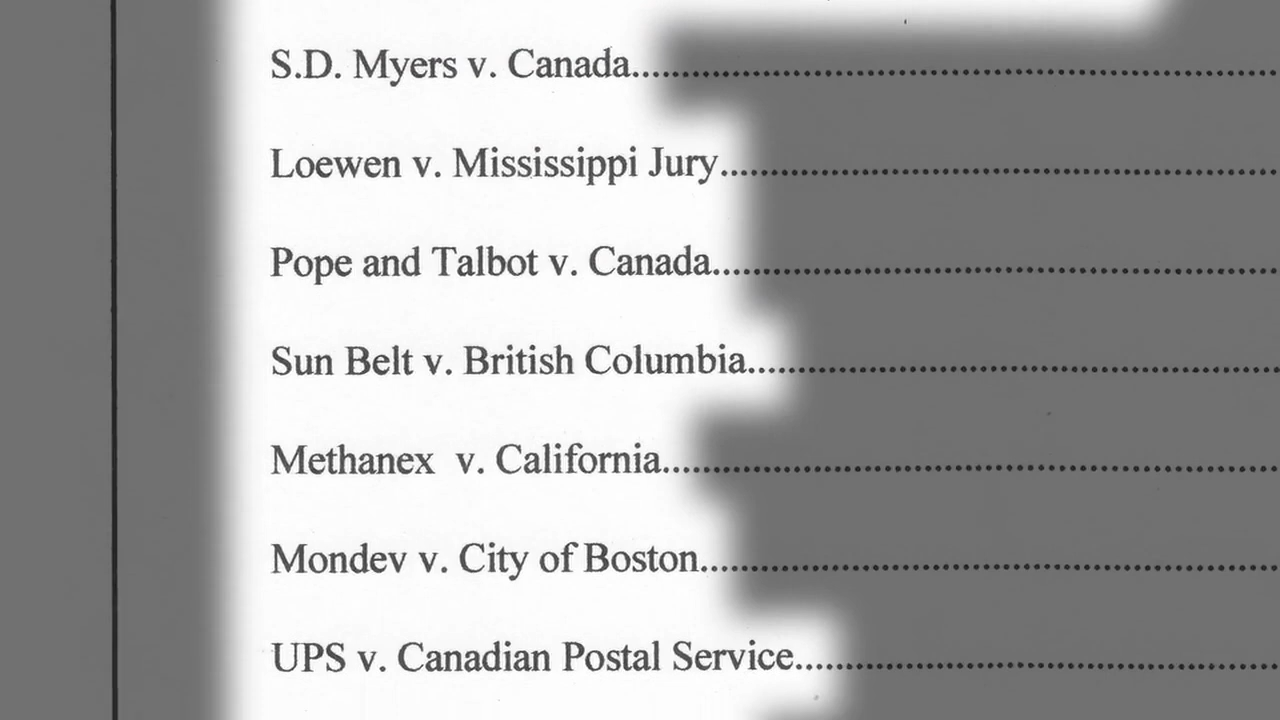 S.D. Myers v. Canada................................................................
Loewen v. Mississippi Jury.......................................................
Pope and Talbot v. Canada........................................................
Sun Belt v. British Columbia.....................................................
Methanex  v. California............................................................
Mondev v. City of Boston.........................................................
UPS v. Canadian Postal Service................................................